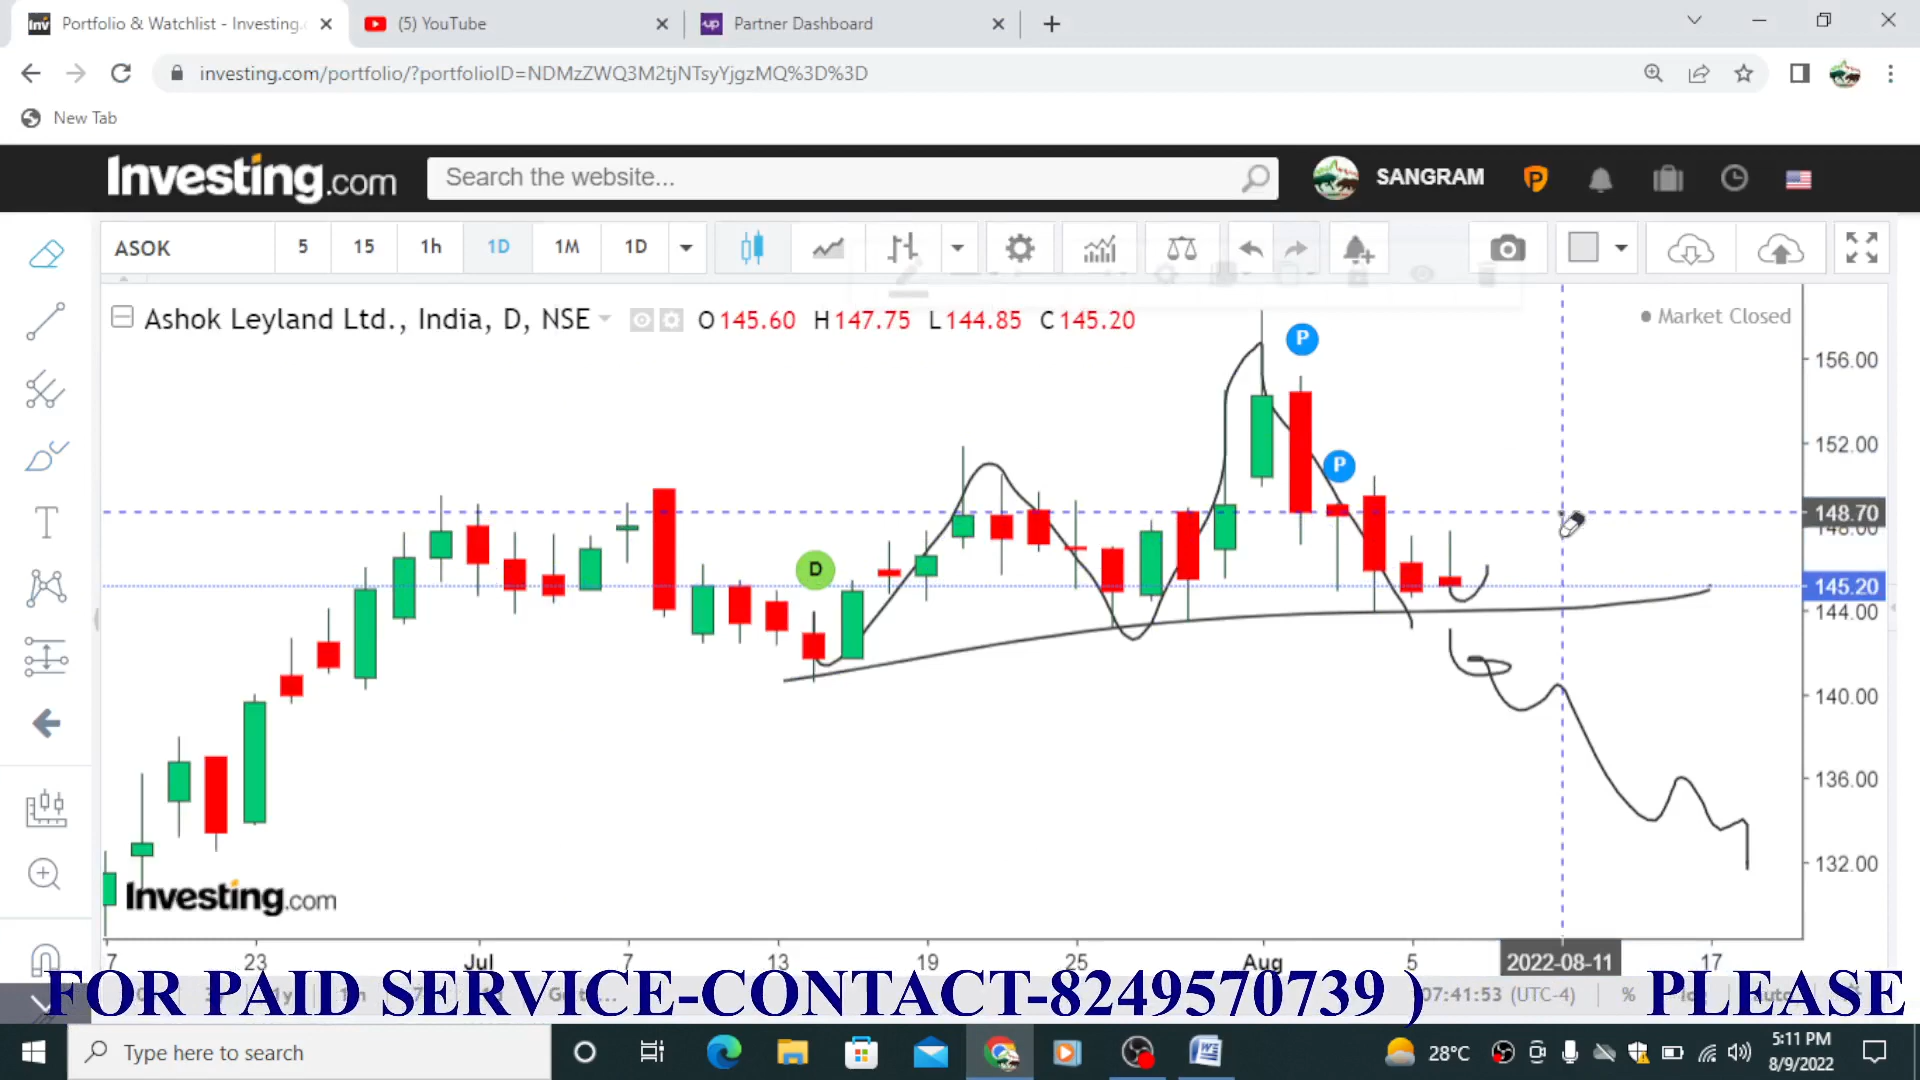 Portfolio & Watchlist - Investing.
(5) YouTube
Partner Dashboard
investing.com/portfolio/?portfolioID=NDMzZWQ3M2tjNTsyYjgzMQ%3D%3D
New Tab
Investing.com
Search the website...
SANGRAM
ASOK 5 15 1h 1D 1M 1D
Ashok Leyland Ltd., India, D, NSE O145.60 H147.75 L144.85 C145.20
Market Closed
P
P
D
156.00
152.00
148.70
148.00
145.20
144.00
140.00
136.00
132.00
Investing.com
7 23 Jul 7 13 19 25 Aug 5 2022-08-11 17
07:41:53 (UTC-4) %
FOR PAID SERVICE-CONTACT-8249570739 ) PLEASE
Type here to search
28°C
5:11 PM
8/9/2022